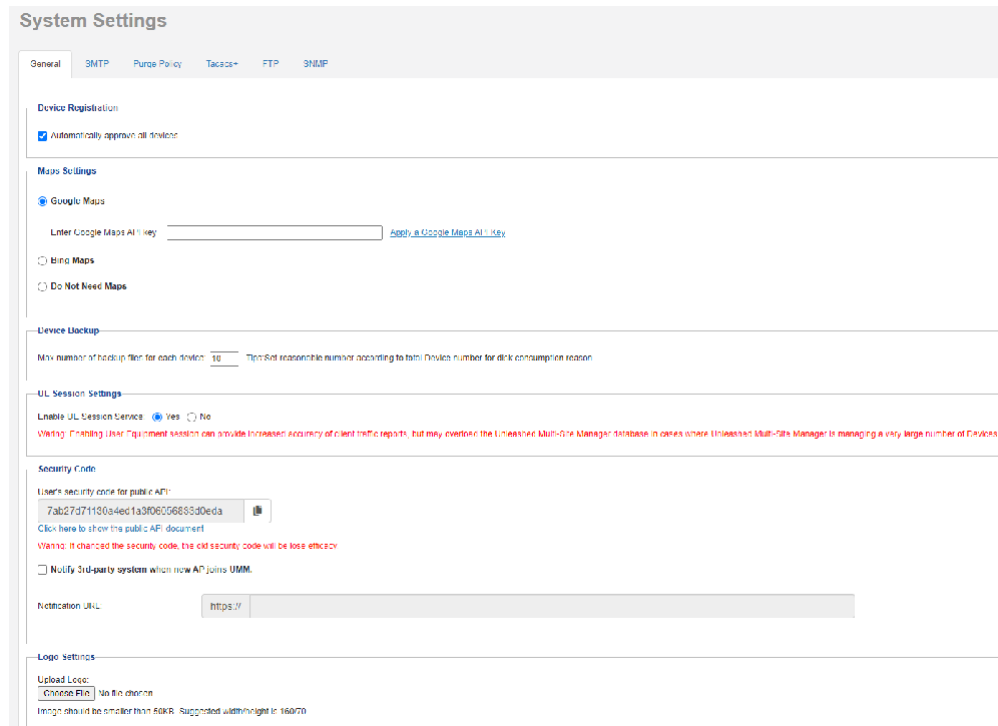 System Settings
General SMTP Purge Policy Tacacs+ FTP SNMP
Device Registration
Automatically approve all devices
Maps Settings
Google Maps
Enter Google Maps API key Apply a Google Maps API Key
Bing Maps
Do Not Need Maps
Device Backup
Max number of backup files for each device: 10 Tips:Set reasonable number according to total Device number for disk consumption reason
UE Session Settings
Enable UE Session Service Yes No
Waring: Enabling User Equipment session can provide increased accuracy of client traffic reports, but may overload the Unleashed Multi-Site Manager database in cases where Unleashed Multi-Site Manager is managing a very large number of Devices
Security Code
User's security code for public API:
Click here to show the public API document
Waring: If changed the security code, the old security code will be lose efficacy
Notify 3rd-party system when new AP joins UMM.
Notification URL: https://
Logo Settings
Upload Logo:
Choose File No file chosen
Image should be smaller than 50KB. Suggested width/height is 160/70